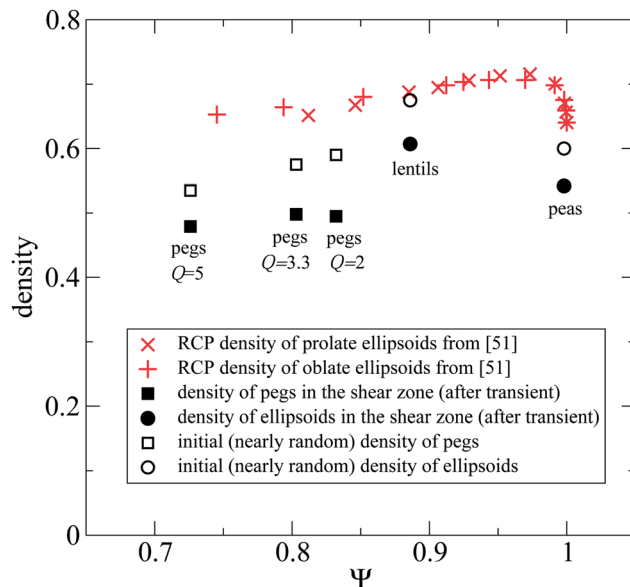 0.8
0.6
0.4
0.2
0
density
lentils
peas
pegs
Q=5
pegs
Q=3.3
pegs
Q=2
RCP density of prolate ellipsoids from [51]
RCP density of oblate ellipsoids from [51]
density of pegs in the shear zone (after transient)
density of ellipsoids in the shear zone (after transient)
initial (nearly random) density of pegs
initial (nearly random) density of ellipsoids
0.7
0.8
0.9
1
Ψ